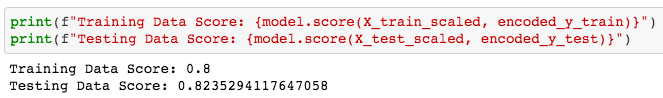 print(f"Training Data Score: {model.score(X_train_scaled, encoded_y_train)}")
print(f"Testing Data Score: {model.score(X_test_scaled, encoded_y_test)}")
Training Data Score: 0.8
Testing Data Score: 0.8235294117647058